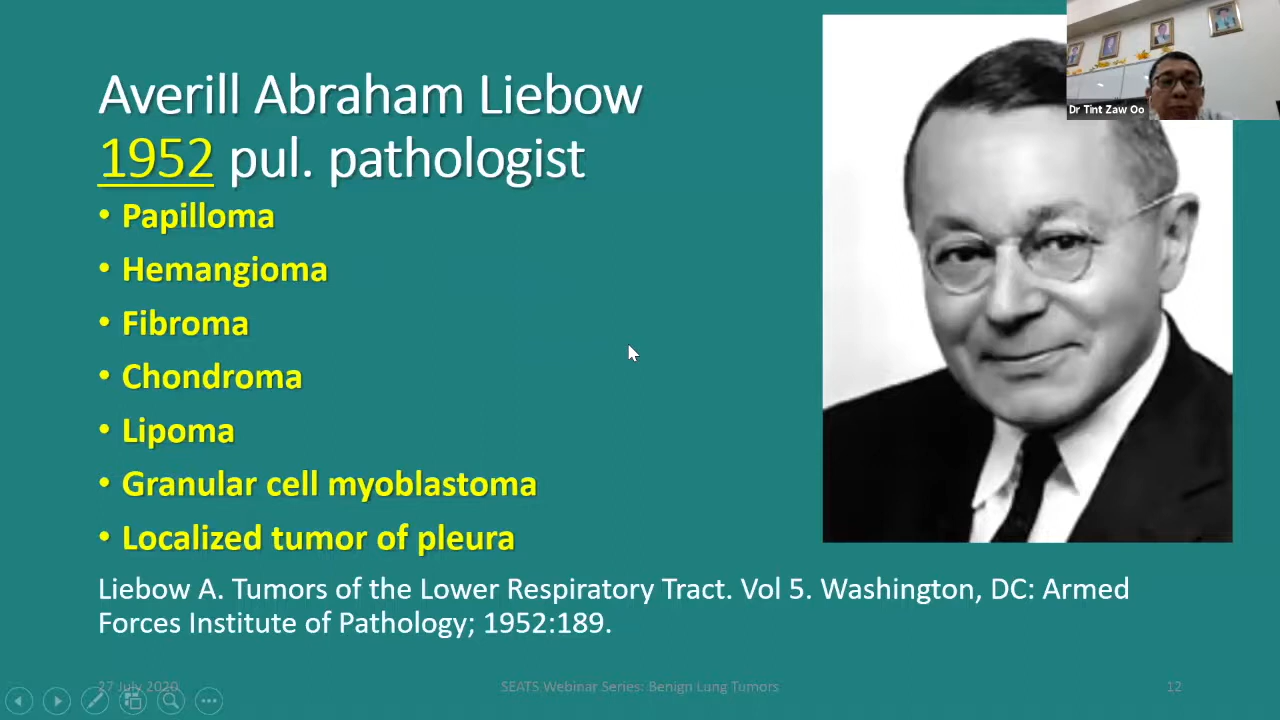 Averill Abraham Liebow
1952 pul. pathologist
• Papilloma
• Hemangioma
• Fibroma
• Chondroma
• Lipoma
• Granular cell myoblastoma
• Localized tumor of pleura
Liebow A. Tumors of the Lower Respiratory Tract. Vol 5. Washington, DC: Armed
Forces Institute of Pathology; 1952:189.
Dr Tint Zaw Oo
27 July 2020
SEATS Webinar Series: Benign Lung Tumors
12